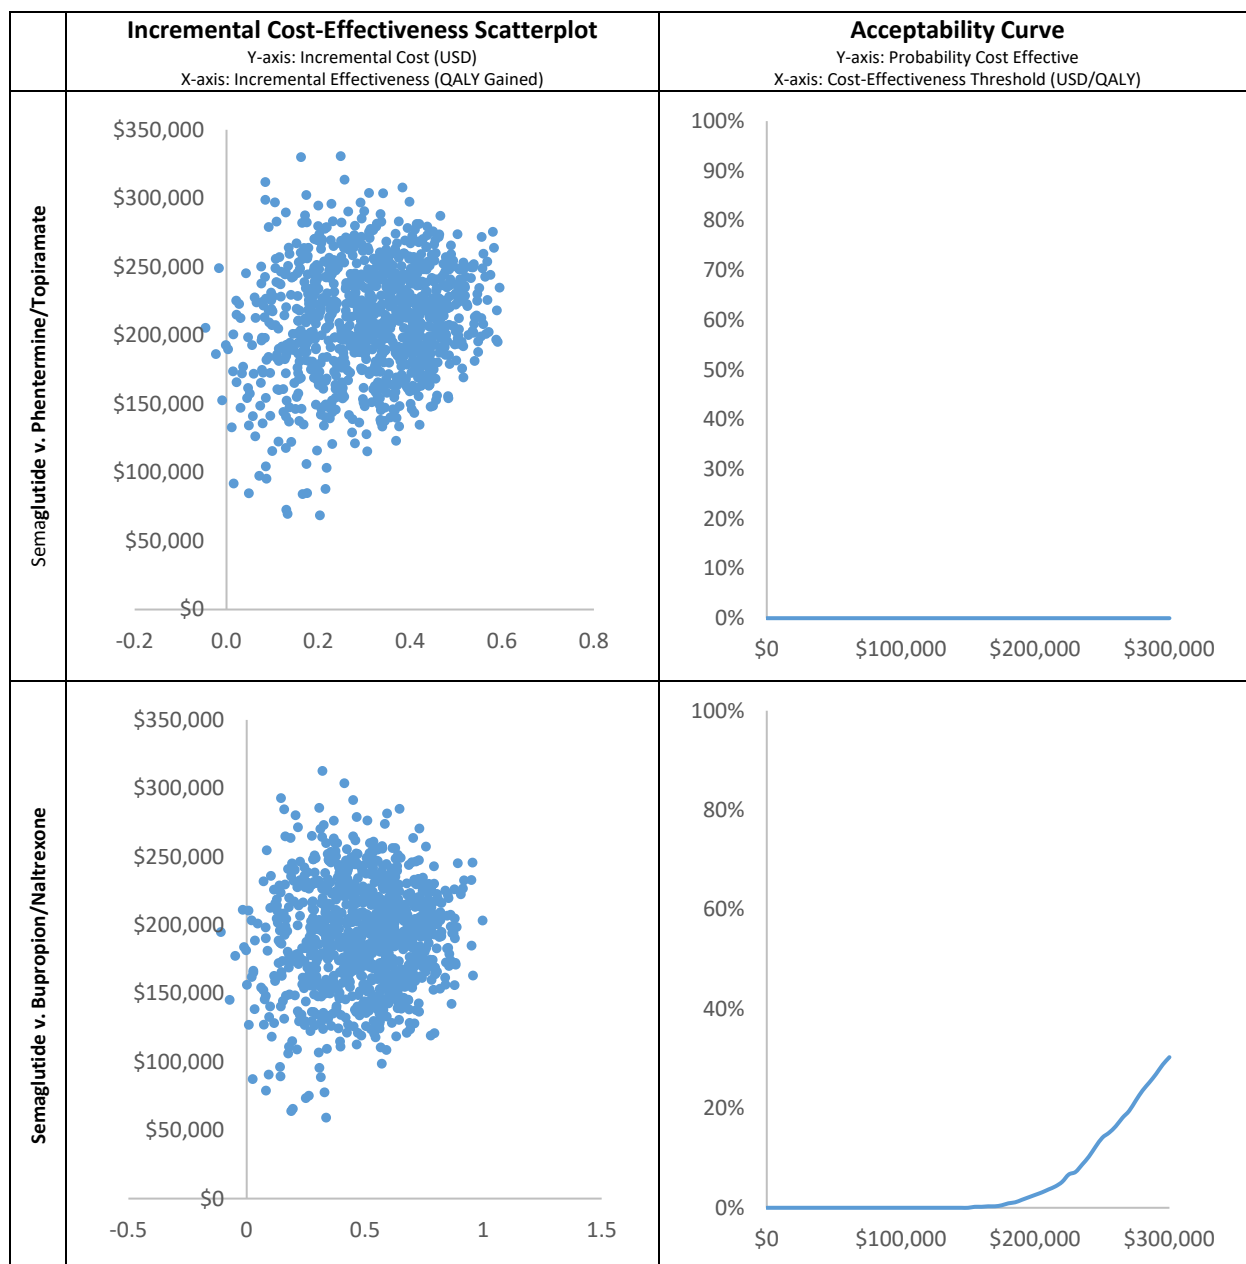 Incremental Cost-Effectiveness Scatterplot
Y-axis: Incremental Cost (USD)
X-axis: Incremental Effectiveness (QALY Gained)
Acceptability Curve
Y-axis: Probability Cost Effective
X-axis: Cost-Effectiveness Threshold (USD/QALY)
Semaglutide v. Phentermine/Topiramate
$350,000
$300,000
$250,000
$200,000
$150,000
$100,000
$50,000
$0
-0.2 0.0 0.2 0.4 0.6 0.8
100%
90%
80%
70%
60%
50%
40%
30%
20%
10%
0%
$0 $100,000 $200,000 $300,000
Semaglutide v. Bupropion/Naltrexone
$350,000
$300,000
$250,000
$200,000
$150,000
$100,000
$50,000
$0
-0.5 0 0.5 1 1.5
100%
80%
60%
40%
20%
0%
$0 $100,000 $200,000 $300,000